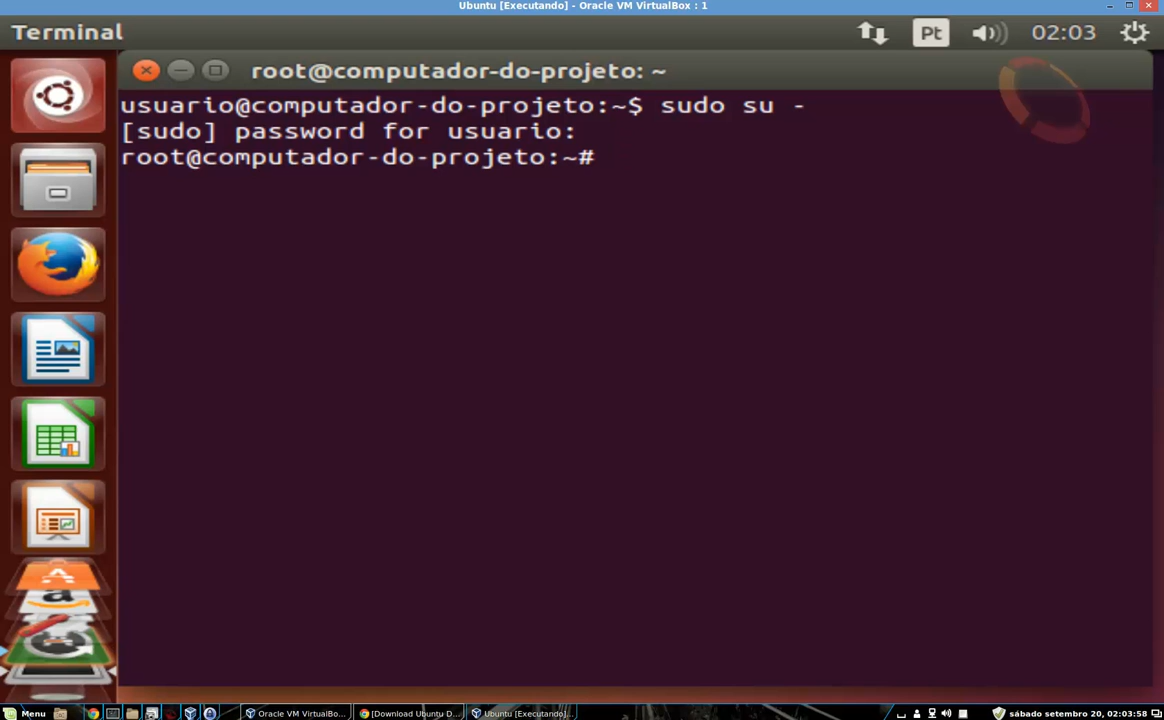 Ubuntu [Executando] - Oracle VM VirtualBox : 1
Terminal
Pt
02:03
root@computador-do-projeto: ~
usuario@computador-do-projeto:~$ sudo su -
[sudo] password for usuario:
root@computador-do-projeto:~#
Menu
Oracle VM VirtualBo...
[Download Ubuntu D...
Ubuntu [Executando]...
sábado setembro 20, 02:03:58